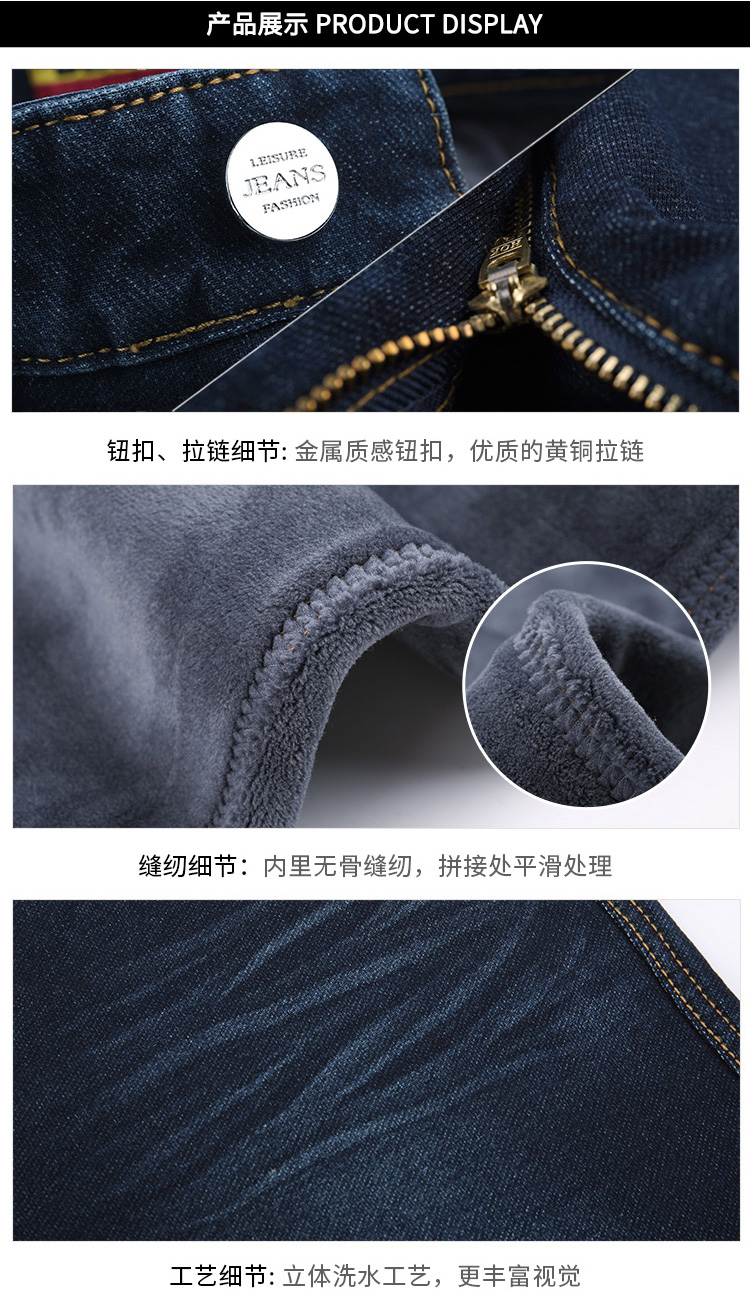 产品展示 PRODUCT DISPLAY
LEISURE
JEANS
FASHION
钮扣、拉链细节: 金属质感钮扣，优质的黄铜拉链
缝纫细节：内里无骨缝纫，拼接处平滑处理
工艺细节: 立体洗水工艺，更丰富视觉